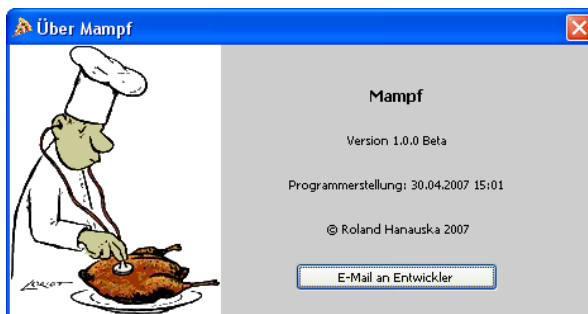 Über Mampf
Mampf
Version 1.0.0 Beta
Programmerstellung: 30.04.2007 15:01
© Roland Hanauska 2007
E-Mail an Entwickler
LORIOT